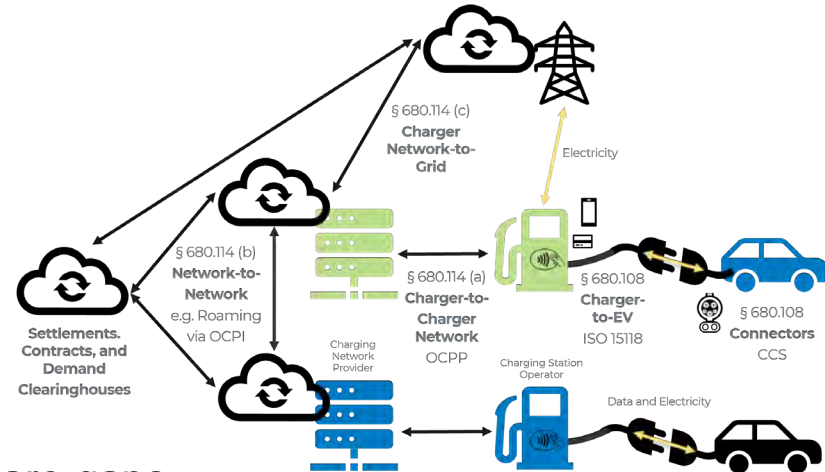 § 680.114 (c)
Charger
Network-to-
Grid
Electricity
§ 680.114 (b)
Network-to-
Network
e.g. Roaming
via OCPI
§ 680.114 (a)
Charger-to-
Charger
Network
OCPP
§ 680.108
Charger-
to-EV
ISO 15118
§ 680.108
Connectors
CCS
Settlements.
Contracts, and
Demand
Clearinghouses
Charging
Network
Provider
Charging Station
Operator
Data and Electricity